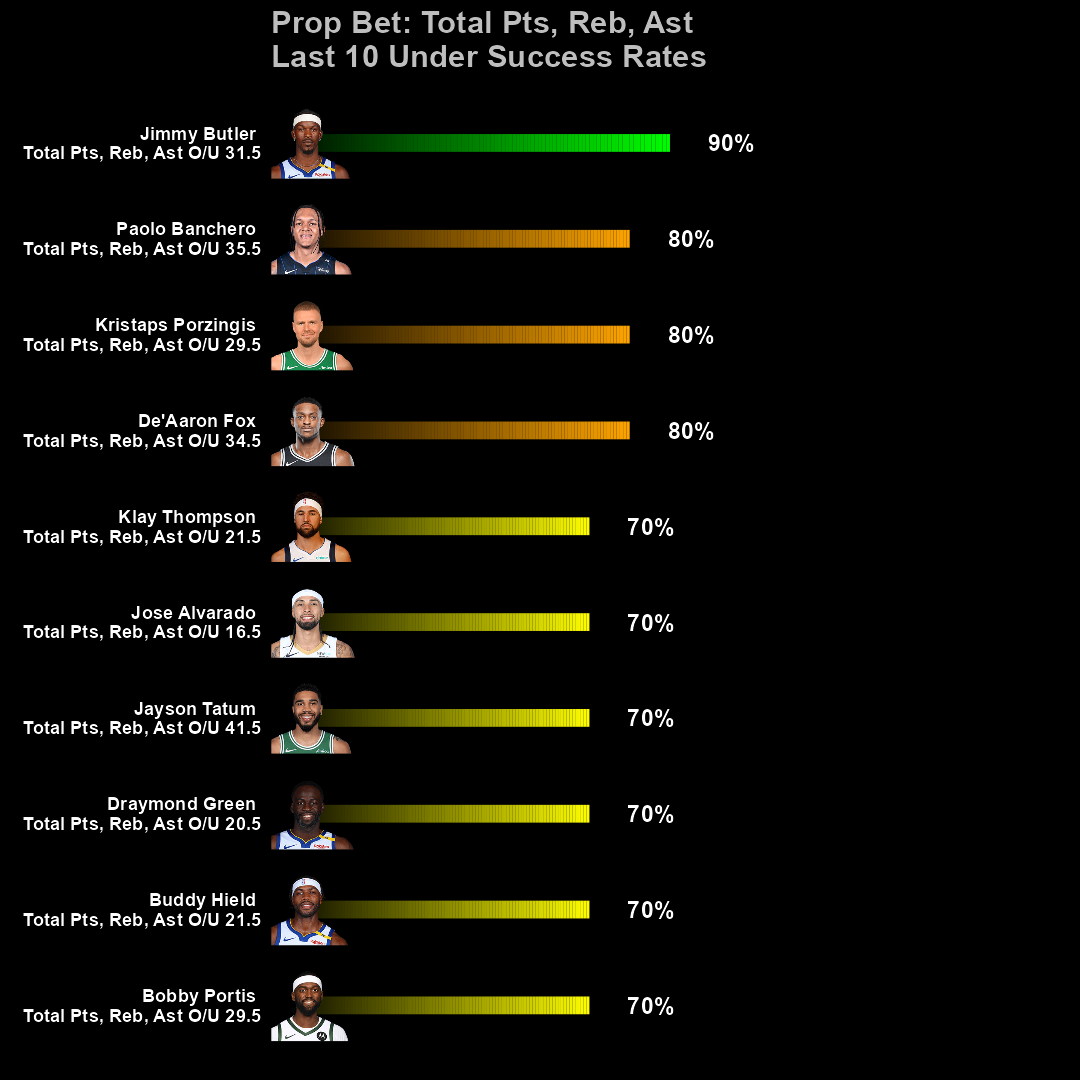 Prop Bet: Total Pts, Reb, Ast
Last 10 Under Success Rates
Jimmy Butler
Total Pts, Reb, Ast O/U 31.5
90%
Paolo Banchero
Total Pts, Reb, Ast O/U 35.5
80%
Kristaps Porzingis
Total Pts, Reb, Ast O/U 29.5
80%
De'Aaron Fox
Total Pts, Reb, Ast O/U 34.5
80%
Klay Thompson
Total Pts, Reb, Ast O/U 21.5
70%
Jose Alvarado
Total Pts, Reb, Ast O/U 16.5
70%
Jayson Tatum
Total Pts, Reb, Ast O/U 41.5
70%
Draymond Green
Total Pts, Reb, Ast O/U 20.5
70%
Buddy Hield
Total Pts, Reb, Ast O/U 21.5
70%
Bobby Portis
Total Pts, Reb, Ast O/U 29.5
70%